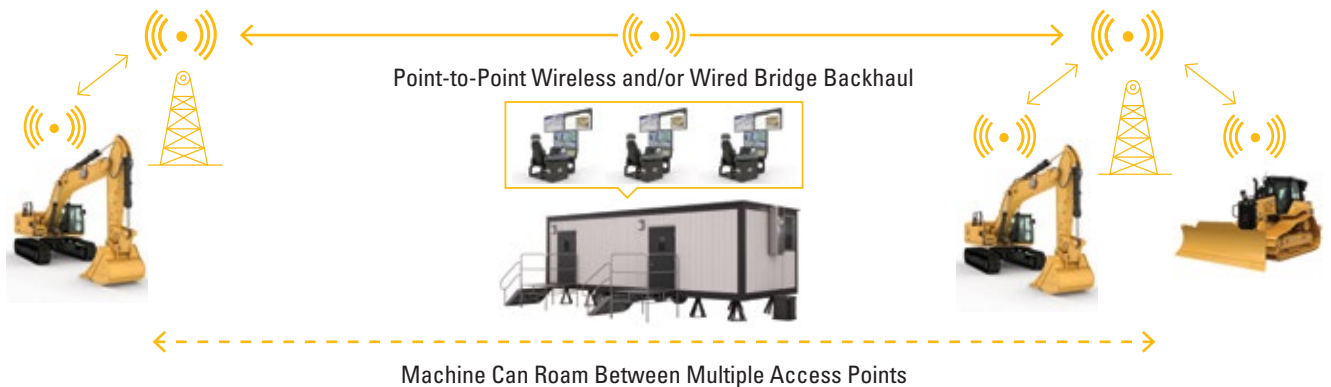 Point-to-Point Wireless and/or Wired Bridge Backhaul
Machine Can Roam Between Multiple Access Points